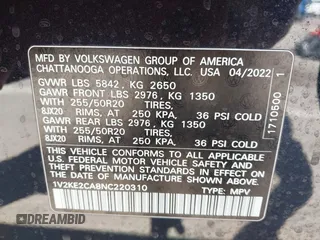 MFD BY VOLKSWAGEN GROUP OF AMERICA
CHATTANOOGA OPERATIONS, LLC. USA 04/2022
GVWR LBS 5842, KG 2650
GAWR FRONT LBS 2976, KG 1350
WITH 255/50R20 TIRES,
8JX20 RIMS, AT 250 KPA, 36 PSI COLD
GAWR REAR LBS 2976, KG 1350
WITH 255/50R20 TIRES,
8JX20 RIMS, AT 250 KPA, 36 PSI COLD
THIS VEHICLE CONFORMS TO ALL APPLICABLE
FEDERAL MOTOR VEHICLE SAFETY AND THEFT
PREVENTION STANDARDS IN EFFECT ON THE
DATE OF MANUFACTURE SHOWN ABOVE.
1V2KE2CA8NC220310 TYPE: MPV
1710500 1
BidHistory.org